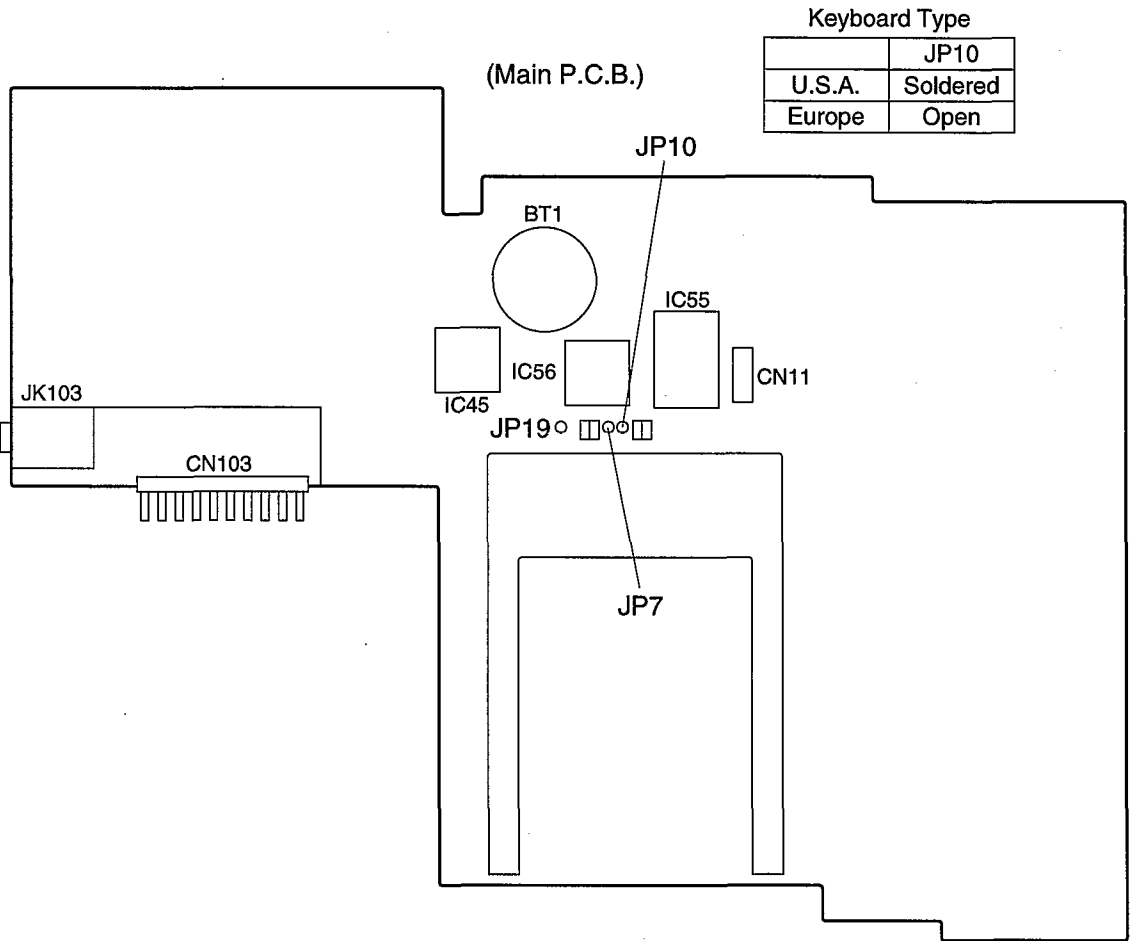 Keyboard Type
JP10
U.S.A. Soldered
Europe Open
(Main P.C.B.)
JP10
BT1
IC55
IC56
CN11
IC45
JK103
JP19
CN103
JP7